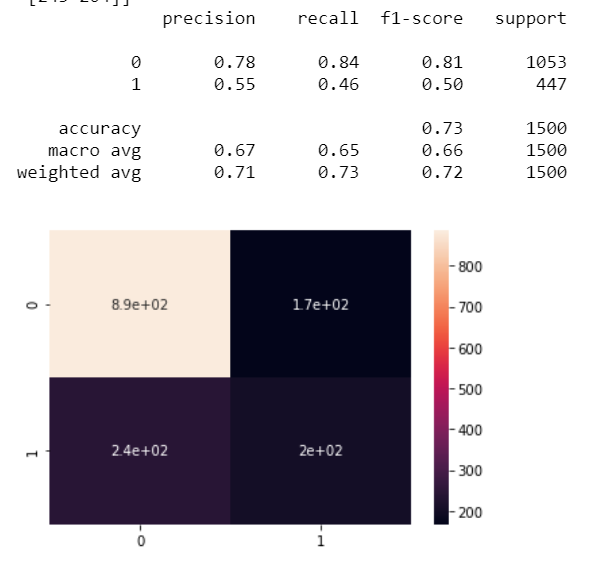 precision recall f1-score support
0 0.78 0.84 0.81 1053
1 0.55 0.46 0.50 447
accuracy 0.73 1500
macro avg 0.67 0.65 0.66 1500
weighted avg 0.71 0.73 0.72 1500
0 8.9e+02 1.7e+02
1 2.4e+02 2e+02
0 1
800
700
600
500
400
300
200